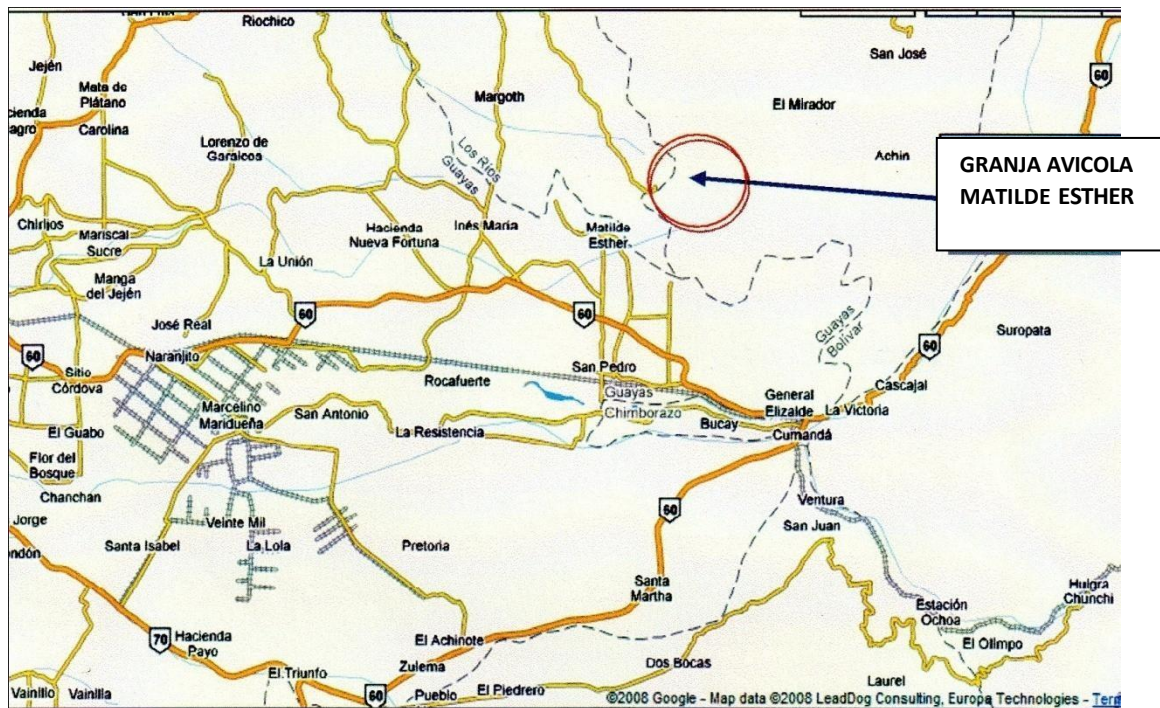 Riochico
San José
Jején
60
Mata de
Plátano
Margoth
El Mirador
Carolina
Lorenzo de
Garaicoa
Los Ríos
Guayas
Achin
GRANJA AVICOLA
MATILDE ESTHER
Chirijos
Mariscal
Sucre
Hacienda
Nueva Fortuna
Inés María
Matilde
Esther
La Unión
Manga
del Jején
José Real
60
60
Guayas
Bolívar
60
Suropata
60
Naranjito
Sitio
Córdova
San Pedro
Rocafuerte
Cascajal
Guayas
Chimborazo
General
Elizalde
La Victoria
Marcelino
Maridueña
San Antonio
Bucay
El Guabo
La Resistencia
Cumandá
Flor del
Bosque
Chanchan
Ventura
60
Jorge
Veinte Mil
San Juan
Santa Isabel
La Lola
Pretoria
Santa
Martha
Huigra
Chunchi
Estación
Ochoa
70
Hacienda
Payo
El Achinote
El Olimpo
Zulema
Dos Bocas
El Triunfo
Laurel
Vainillo
Vainilla
60
Pueblo
El Piedrero
©2008 Google - Map data ©2008 LeadDog Consulting, Europa Technologies -